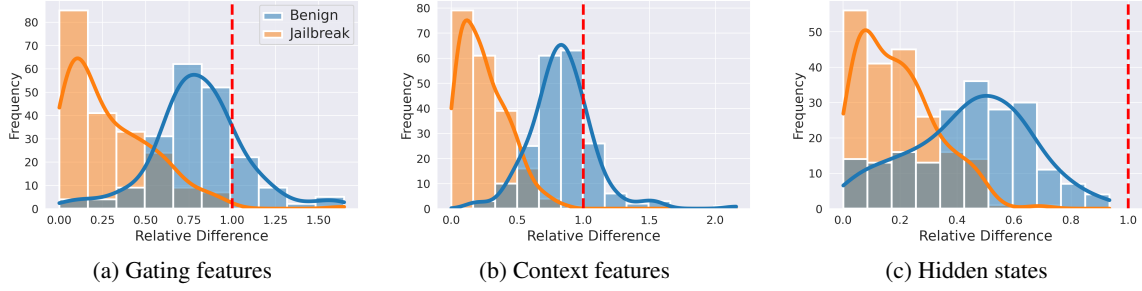 Benign
Jailbreak
Frequency
80
70
60
50
40
30
20
10
0
0.00 0.25 0.50 0.75 1.00 1.25 1.50
Relative Difference
(a) Gating features
Frequency
80
70
60
50
40
30
20
10
0
0.0 0.5 1.0 1.5 2.0
Relative Difference
(b) Context features
Frequency
50
40
30
20
10
0
0.0 0.2 0.4 0.6 0.8 1.0
Relative Difference
(c) Hidden states